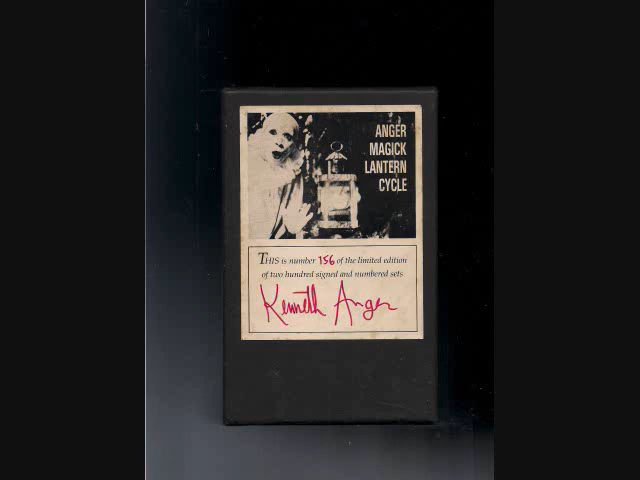 ANGER
MAGICK
LANTERN
CYCLE
THIS is number 156 of the limited edition
of two hundred signed and numbered sets
Kenneth Anger